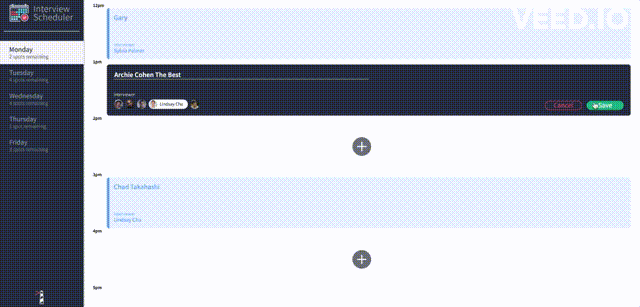 Interview
Scheduler
Monday
2 spots remaining
Tuesday
4 spots remaining
Wednesday
4 spots remaining
Thursday
1 spot remaining
Friday
3 spots remaining
12pm
Gary
Interviewer
Sylvia Palmer
1pm
Archie Cohen The Best
Interviewer
Lindsay Chu
Cancel
Save
2pm
3pm
Chad Takahashi
Interviewer
Lindsay Chu
4pm
5pm
VEED.IO